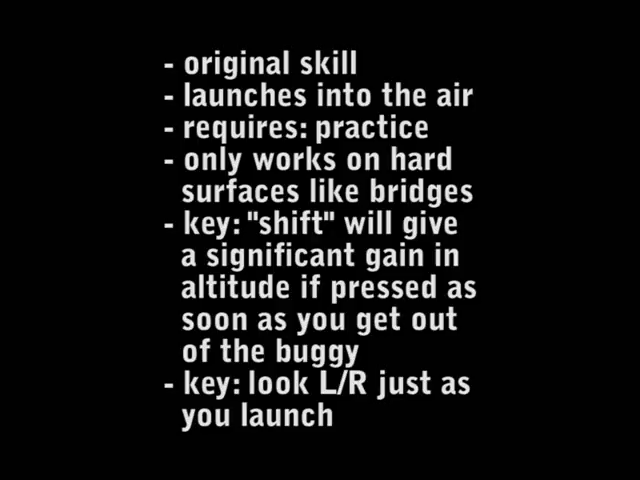 - original skill
- launches into the air
- requires: practice
- only works on hard
surfaces like bridges
- key: "shift" will give
a significant gain in
altitude if pressed as
soon as you get out
of the buggy
- key: look L/R just as
you launch